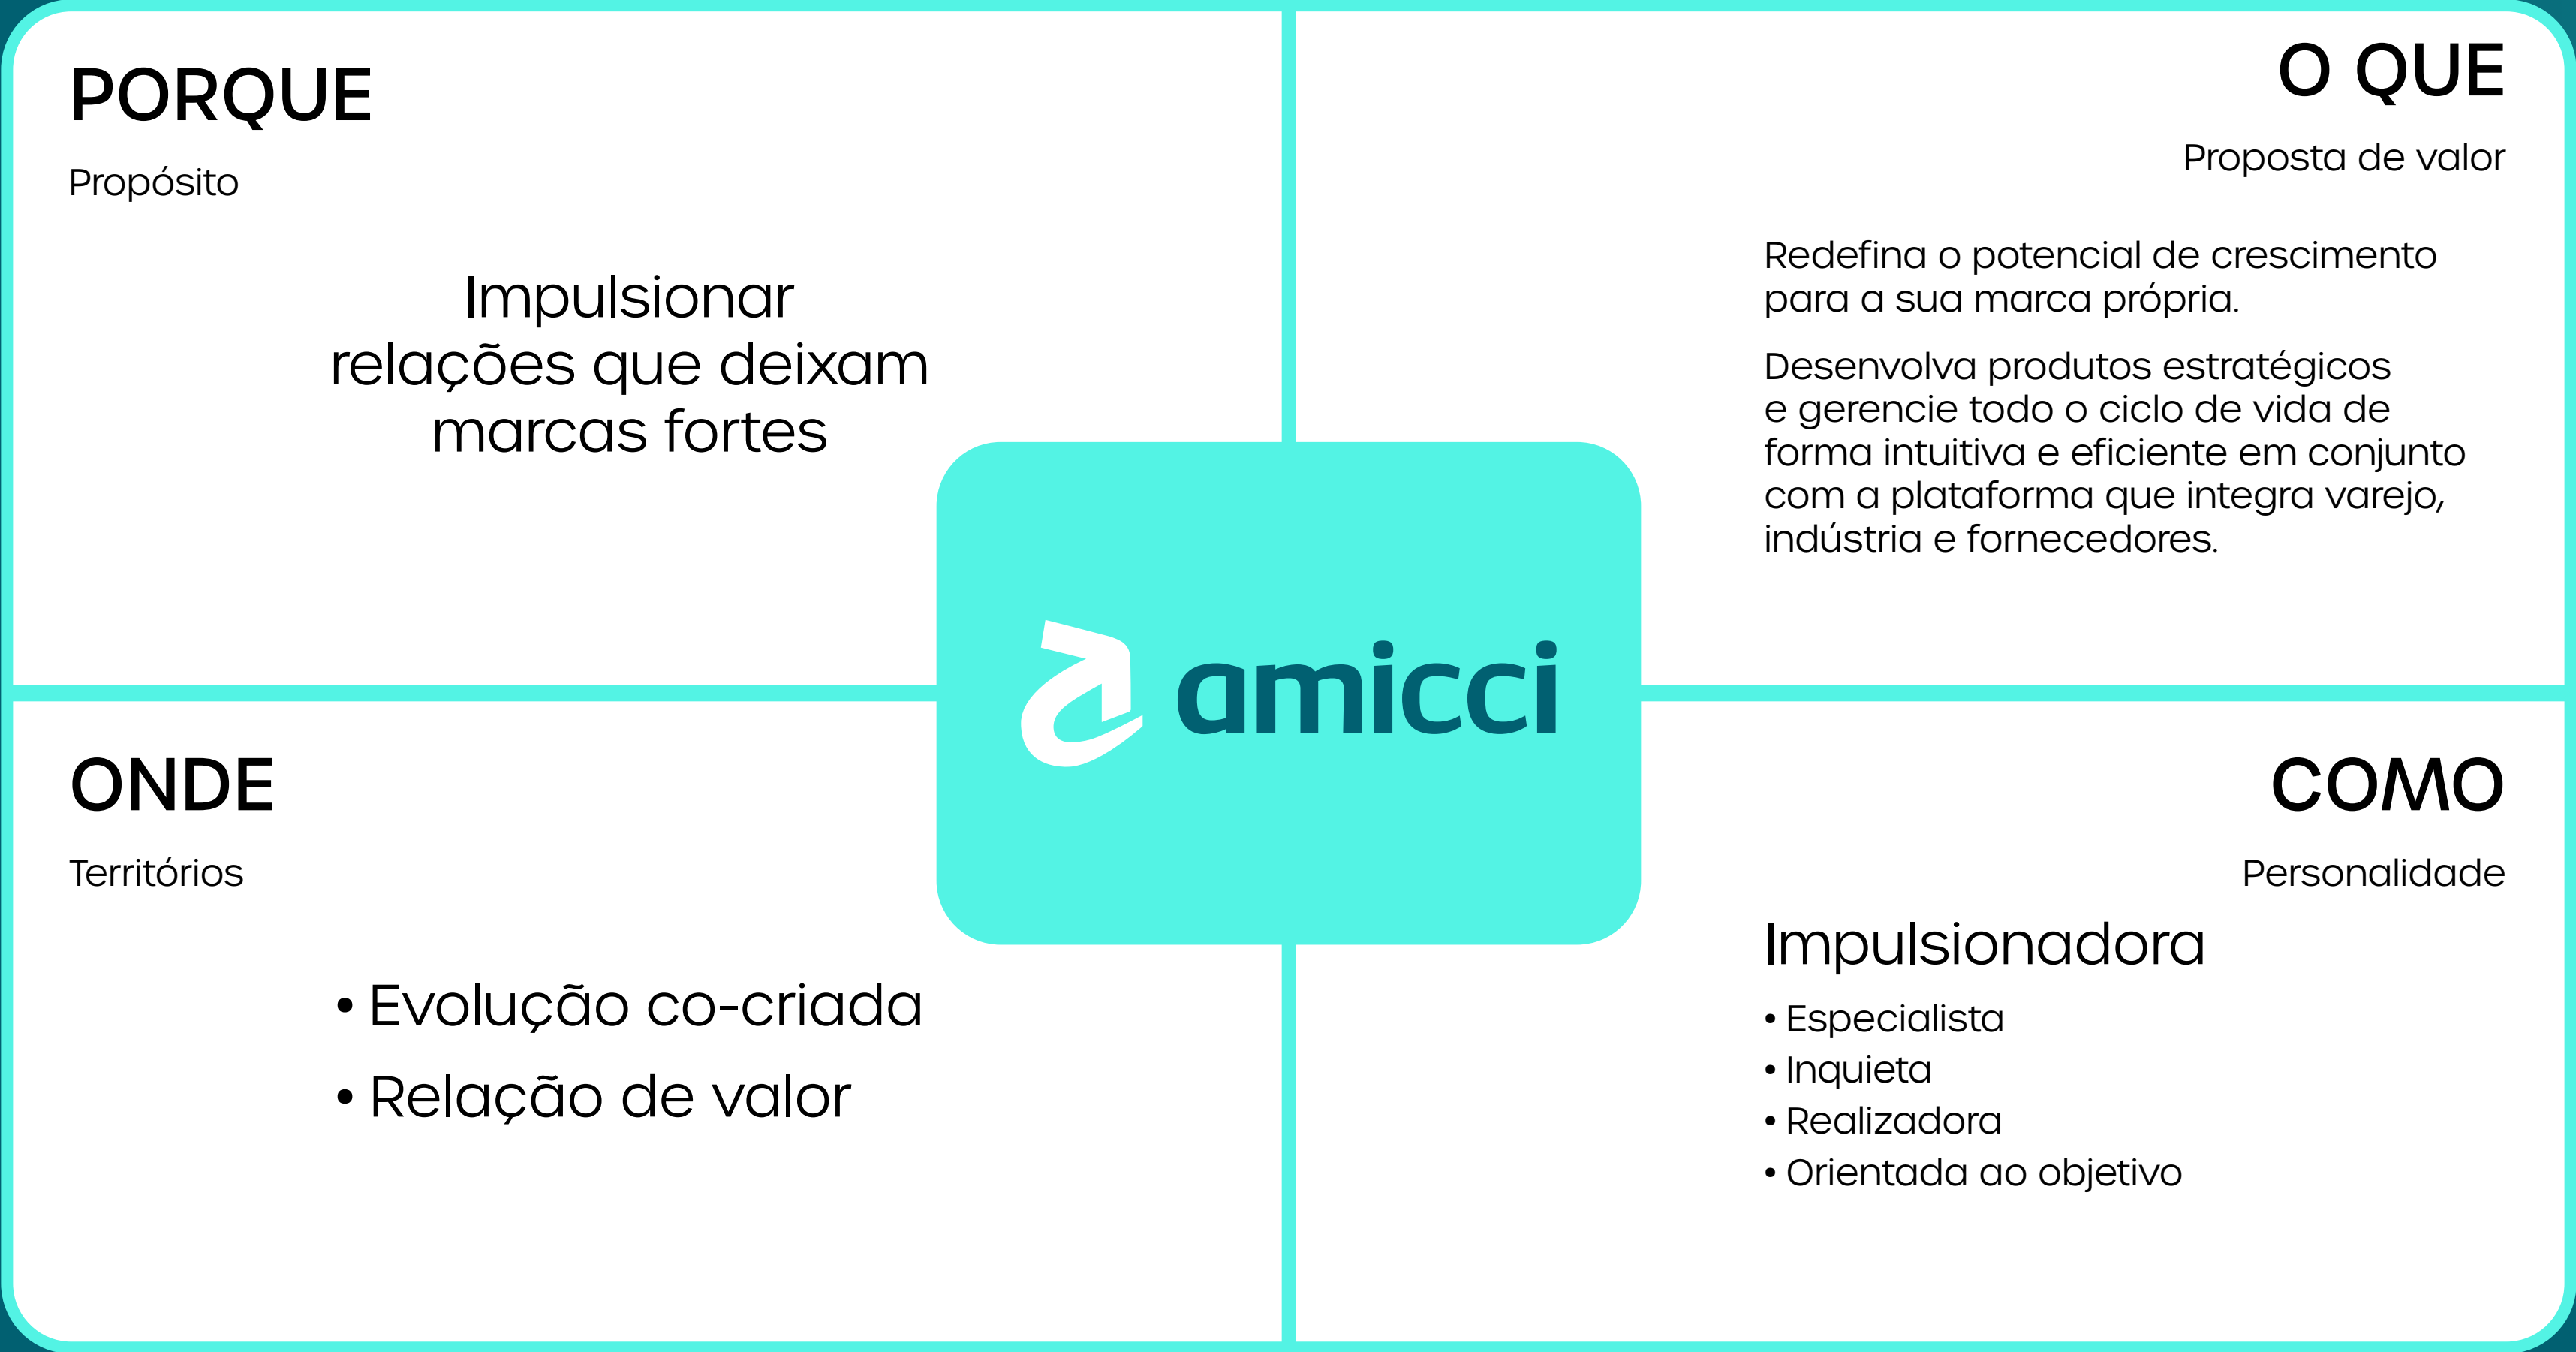 PORQUE
Propósito
Impulsionar
relações que deixam
marcas fortes
O QUE
Proposta de valor
Redefina o potencial de crescimento
para a sua marca própria.
Desenvolva produtos estratégicos
e gerencie todo o ciclo de vida de
forma intuitiva e eficiente em conjunto
com a plataforma que integra varejo,
indústria e fornecedores.
amicci
ONDE
Territórios
• Evolução co-criada
• Relação de valor
COMO
Personalidade
Impulsionadora
• Especialista
• Inquieta
• Realizadora
• Orientada ao objetivo